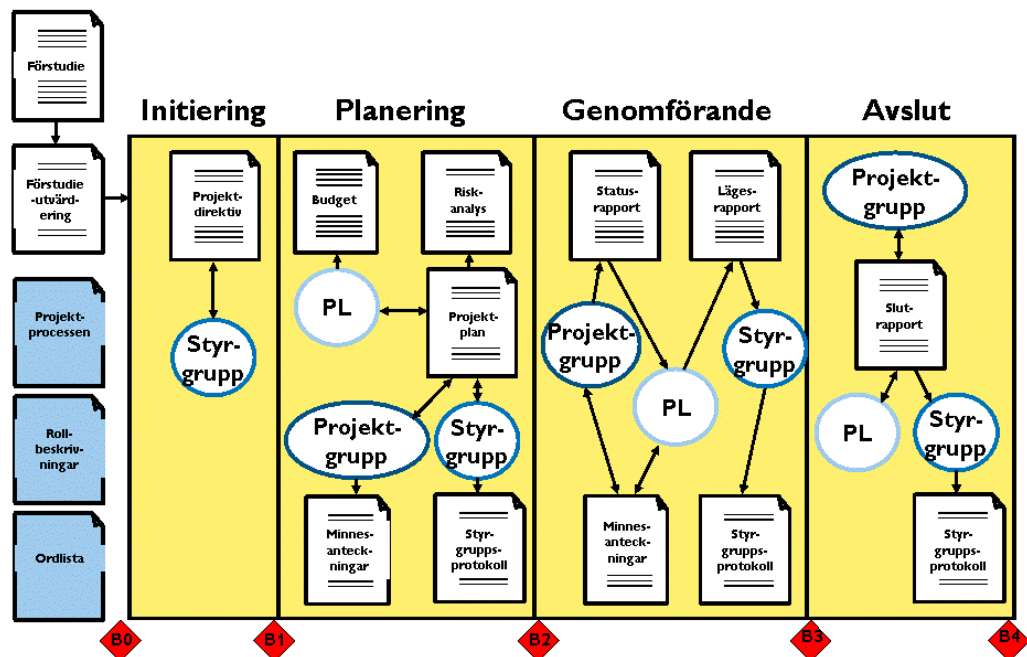 Förstudie
Förstudie
-utvärd-
ering
Projekt-
processen
Roll-
beskriv-
ningar
Ordlista
Initiering
Projekt-
direktiv
Styr-
grupp
Planering
Budget
Risk-
analys
PL
Projekt-
plan
Projekt-
grupp
Styr-
grupp
Minnes-
anteck-
ningar
Styr-
grupps-
protokoll
Genomförande
Status-
rapport
Läges-
rapport
Projekt-
grupp
Styr-
grupp
PL
Minnes-
anteck-
ningar
Styr-
grupps-
protokoll
Avslut
Projekt-
grupp
Slut-
rapport
PL
Styr-
grupp
Styr-
grupps-
protokoll
B0
B1
B2
B3
B4